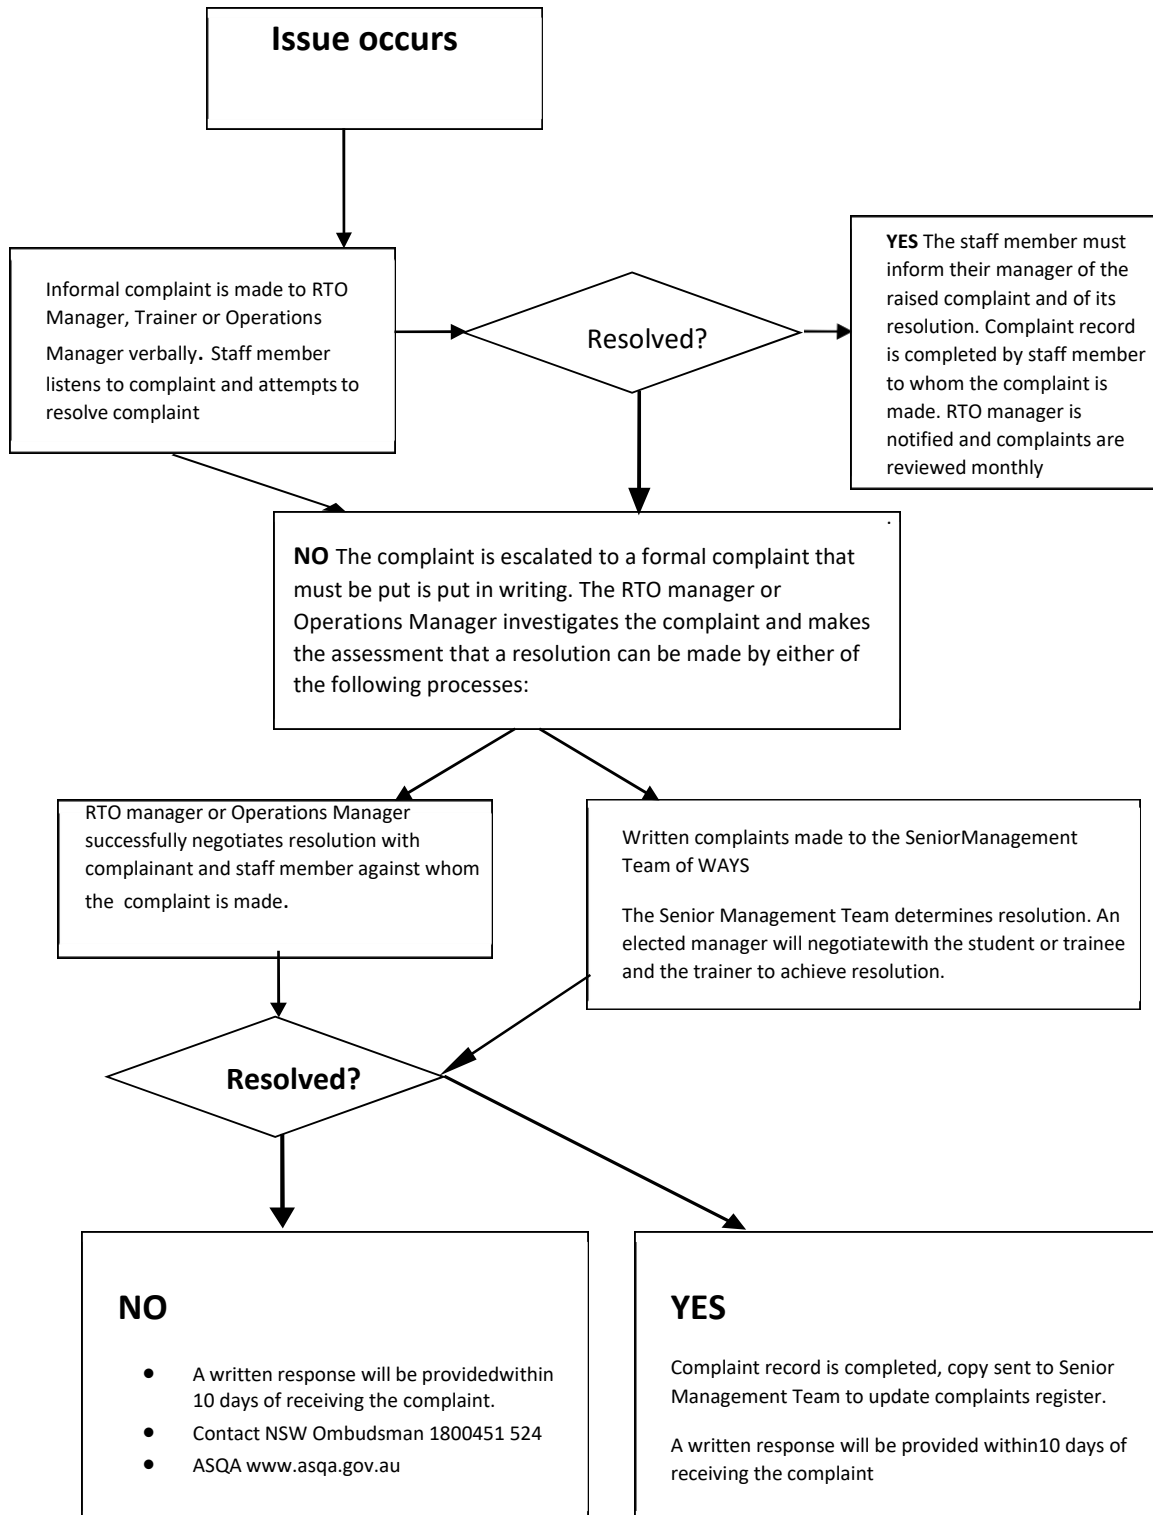 Issue occurs
Informal complaint is made to RTO
Manager, Trainer or Operations
Manager verbally. Staff member
listens to complaint and attempts to
resolve complaint
Resolved?
YES The staff member must
inform their manager of the
raised complaint and of its
resolution. Complaint record
is completed by staff member
to whom the complaint is
made. RTO manager is
notified and complaints are
reviewed monthly
.
NO The complaint is escalated to a formal complaint that
must be put is put in writing. The RTO manager or
Operations Manager investigates the complaint and makes
the assessment that a resolution can be made by either of
the following processes:
RTO manager or Operations Manager
successfully negotiates resolution with
complainant and staff member against whom
the complaint is made.
Written complaints made to the SeniorManagement
Team of WAYS
The Senior Management Team determines resolution. An
elected manager will negotiatewith the student or trainee
and the trainer to achieve resolution.
Resolved?
NO
• A written response will be providedwithin
10 days of receiving the complaint.
• Contact NSW Ombudsman 1800451 524
• ASQA www.asqa.gov.au
YES
Complaint record is completed, copy sent to Senior
Management Team to update complaints register.
A written response will be provided within10 days of
receiving the complaint